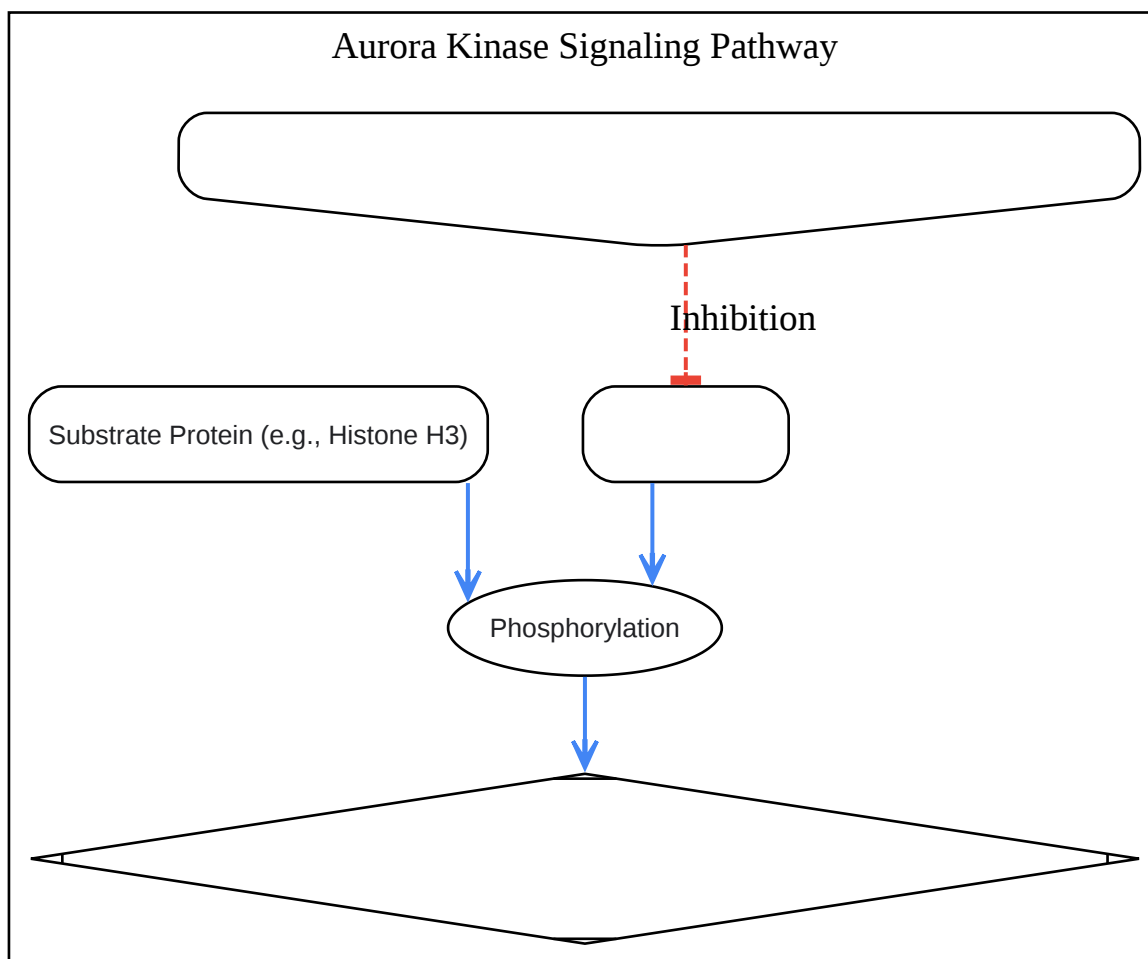 Aurora Kinase Signaling Pathway
Inhibition
Substrate Protein (e.g., Histone H3)
Phosphorylation